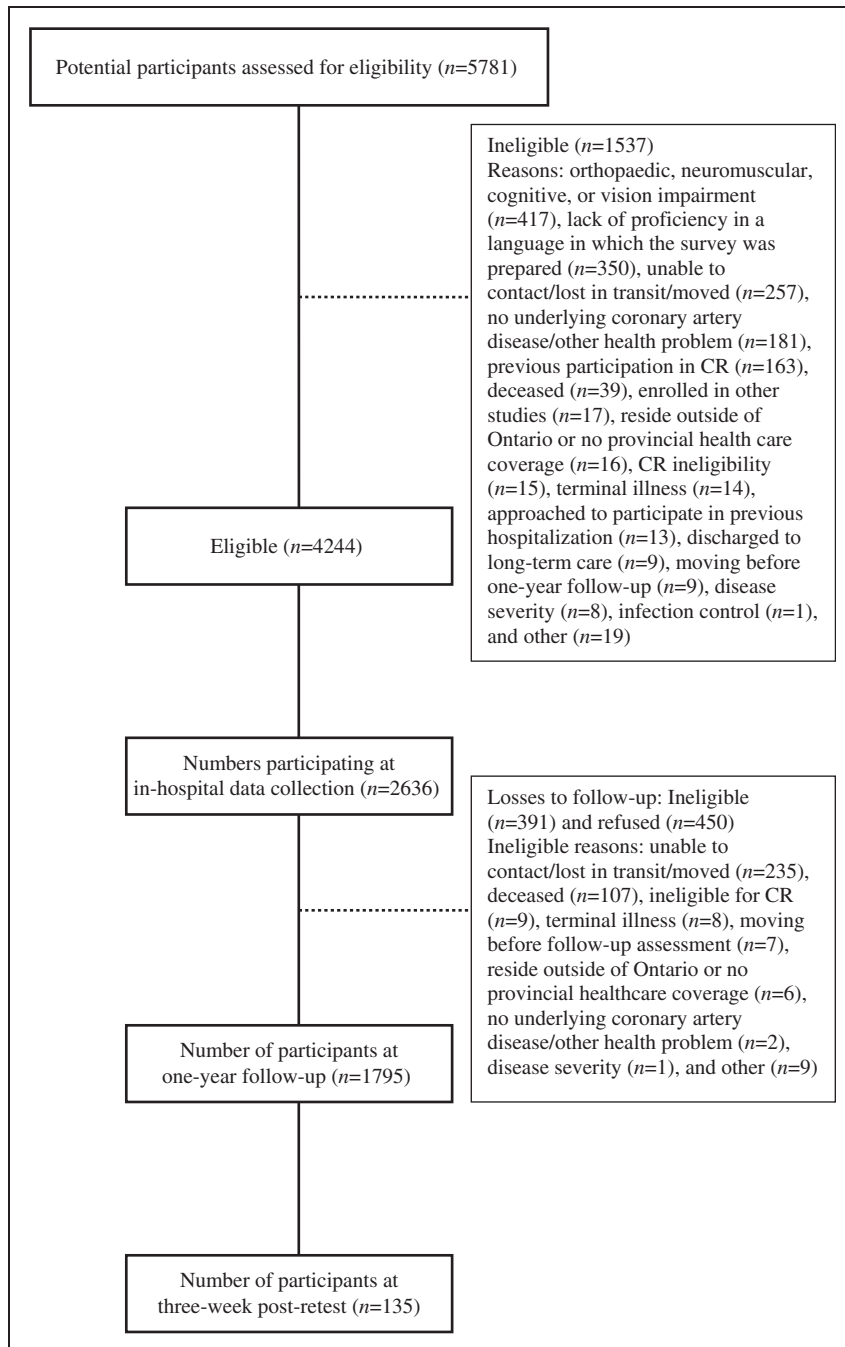 Potential participants assessed for eligibility (n=5781)
Ineligible (n=1537)
Reasons: orthopaedic, neuromuscular,
cognitive, or vision impairment
(n=417), lack of proficiency in a
language in which the survey was
prepared (n=350), unable to
contact/lost in transit/moved (n=257),
no underlying coronary artery
disease/other health problem (n=181),
previous participation in CR (n=163),
deceased (n=39), enrolled in other
studies (n=17), reside outside of
Ontario or no provincial health care
coverage (n=16), CR ineligibility
(n=15), terminal illness (n=14),
approached to participate in previous
hospitalization (n=13), discharged to
long-term care (n=9), moving before
one-year follow-up (n=9), disease
severity (n=8), infection control (n=1),
and other (n=19)
Eligible (n=4244)
Numbers participating at
in-hospital data collection (n=2636)
Losses to follow-up: Ineligible
(n=391) and refused (n=450)
Ineligible reasons: unable to
contact/lost in transit/moved (n=235),
deceased (n=107), ineligible for CR
(n=9), terminal illness (n=8), moving
before follow-up assessment (n=7),
reside outside of Ontario or no
provincial healthcare coverage (n=6),
no underlying coronary artery
disease/other health problem (n=2),
disease severity (n=1), and other (n=9)
Number of participants at
one-year follow-up (n=1795)
Number of participants at
three-week post-retest (n=135)